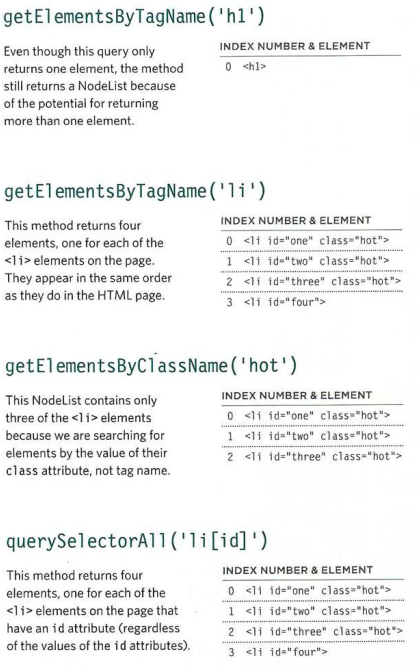 getElementsByTagName('h1')
Even though this query only
returns one element, the method
still returns a NodeList because
of the potential for returning
more than one element.
INDEX NUMBER & ELEMENT
0 <h1>
getElementsByTagName('li')
This method returns four
elements, one for each of the
<li> elements on the page.
They appear in the same order
as they do in the HTML page.
INDEX NUMBER & ELEMENT
0 <li id="one" class="hot">
1 <li id="two" class="hot">
2 <li id="three" class="hot">
3 <li id="four">
getElementsByClassName('hot')
This NodeList contains only
three of the <li> elements
because we are searching for
elements by the value of their
class attribute, not tag name.
INDEX NUMBER & ELEMENT
0 <li id="one" class="hot">
1 <li id="two" class="hot">
2 <li id="three" class="hot">
querySelectorAll('li[id]')
This method returns four
elements, one for each of the
<li> elements on the page that
have an id attribute (regardless
of the values of the id attributes).
INDEX NUMBER & ELEMENT
0 <li id="one" class="hot">
1 <li id="two" class="hot">
2 <li id="three" class="hot">
3 <li id="four">